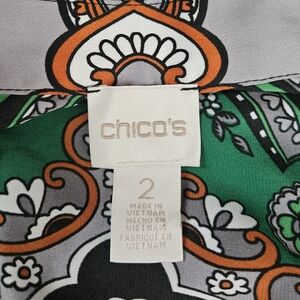 chico's
2
MADE IN
VIETNAM
HECHO EN
VIETNAM
FABRIQUÉ EN
VIETNAM